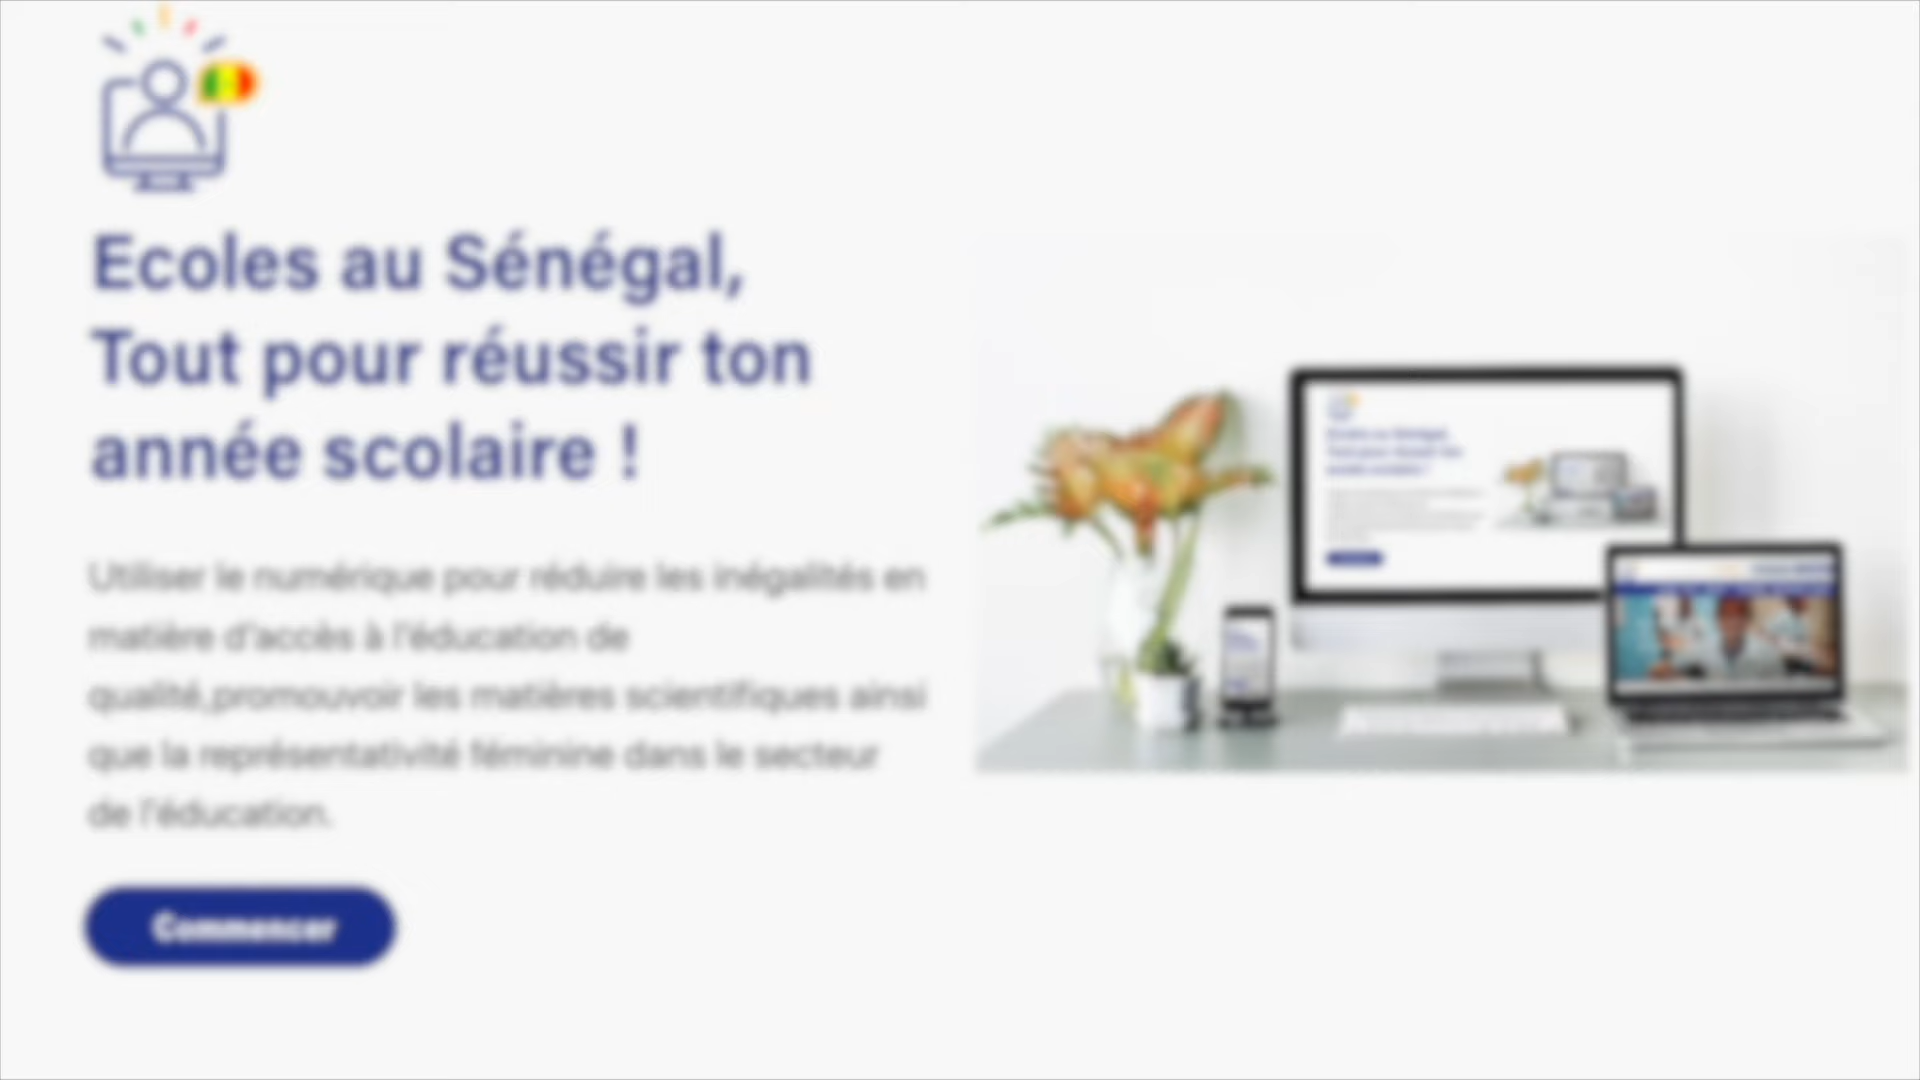 Ecoles au Sénégal,
Tout pour réussir ton
année scolaire !
Utiliser le numérique pour réduire les inégalités en
matière d'accès à l'éducation de
qualité,promouvoir les matières scientifiques ainsi
que la représentativité féminine dans le secteur
de l'éducation.
Commencer